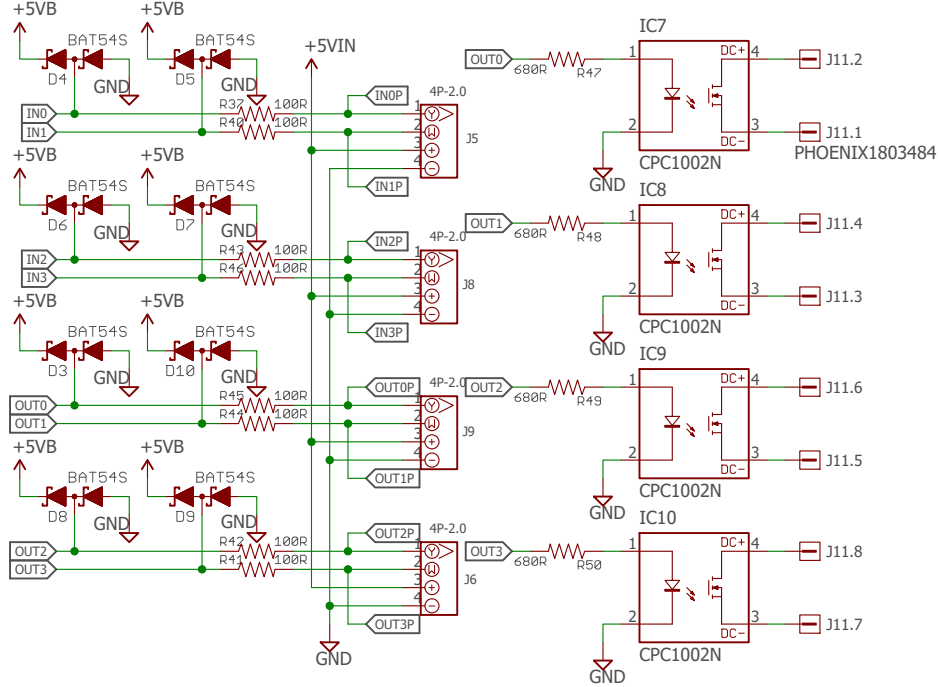 +5VB
+5VB
BAT54S
BAT54S
D4
D5
GND
GND
IN0
IN1
R37
100R
R40
100R
+5VIN
IN0P
IN1P
4P-2.0
1
2
3
4
Y
W
+
−
J5
+5VB
+5VB
BAT54S
BAT54S
D6
D7
GND
GND
IN2
IN3
R43
100R
R46
100R
IN2P
IN3P
4P-2.0
1
2
3
4
Y
W
+
−
J8
+5VB
+5VB
BAT54S
BAT54S
D3
D10
GND
GND
OUT0
OUT1
R45
100R
R44
100R
OUT0P
OUT1P
4P-2.0
1
2
3
4
Y
W
+
−
J9
+5VB
+5VB
BAT54S
BAT54S
D8
D9
GND
GND
OUT2
OUT3
R42
100R
R41
100R
OUT2P
OUT3P
4P-2.0
1
2
3
4
Y
W
+
−
J6
GND
OUT0
680R
R47
IC7
1
2
DC+
DC−
4
3
CPC1002N
GND
J11.2
J11.1
PHOENIX1803484
OUT1
680R
R48
IC8
1
2
DC+
DC−
4
3
CPC1002N
GND
J11.4
J11.3
OUT2
680R
R49
IC9
1
2
DC+
DC−
4
3
CPC1002N
GND
J11.6
J11.5
OUT3
680R
R50
IC10
1
2
DC+
DC−
4
3
CPC1002N
GND
J11.8
J11.7